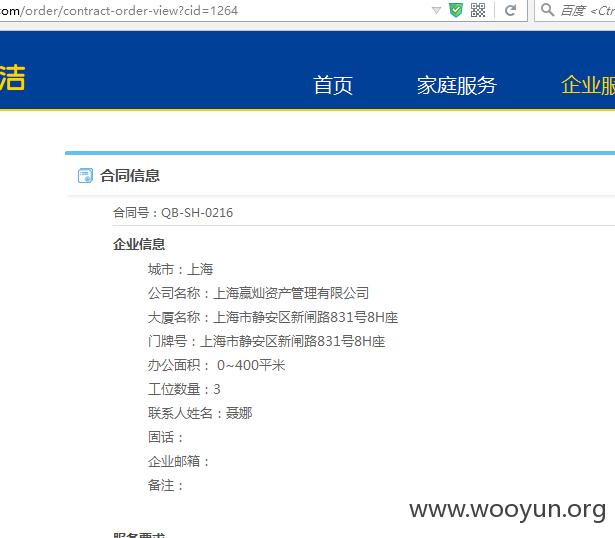 com/order/contract-order-view?cid=1264
百度 <Ctr
洁
首页
家庭服务
企业服
合同信息
合同号：QB-SH-0216
企业信息
城市：上海
公司名称：上海赢灿资产管理有限公司
大厦名称：上海市静安区新闸路831号8H座
门牌号：上海市静安区新闸路831号8H座
办公面积： 0~400平米
工位数量：3
联系人姓名：聂娜
固话：
企业邮箱：
备注：
www.wooyun.org
服务要求